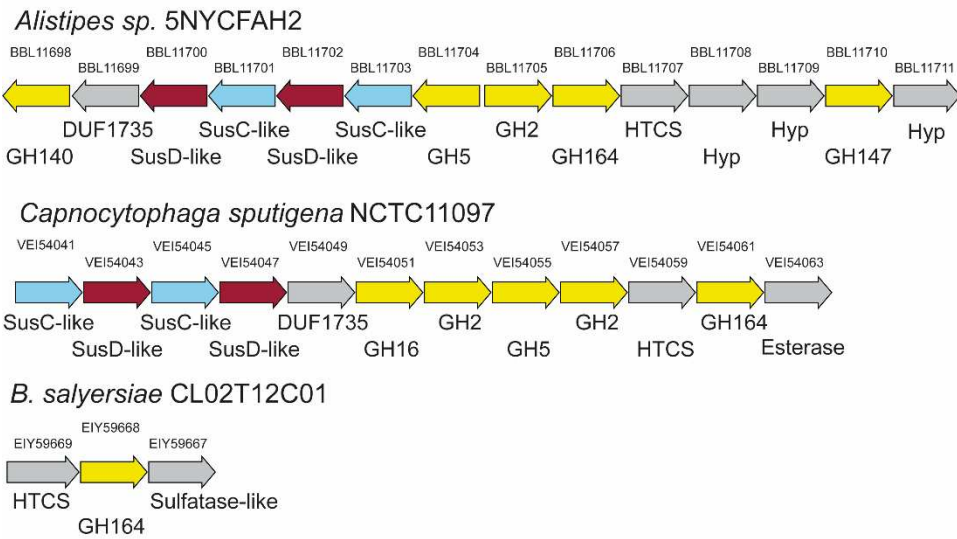 Alistipes sp. 5NYCFAH2
BBL11698 BBL11700 BBL11702 BBL11704 BBL11706 BBL11708 BBL11710
BBL11699 BBL11701 BBL11703 BBL11705 BBL11707 BBL11709 BBL11711
DUF1735 SusC-like SusC-like GH2 HTCS Hyp Hyp
GH140 SusD-like SusD-like GH5 GH164 Hyp GH147
Capnocytophaga sputigena NCTC11097
VEI54041 VEI54045 VEI54049 VEI54053 VEI54057 VEI54061
VEI54043 VEI54047 VEI54051 VEI54055 VEI54059 VEI54063
SusC-like SusC-like DUF1735 GH2 GH2 GH164
SusD-like SusD-like GH16 GH5 HTCS Esterase
B. salyersiae CL02T12C01
EIY59668
EIY59669 EIY59667
HTCS Sulfatase-like
GH164